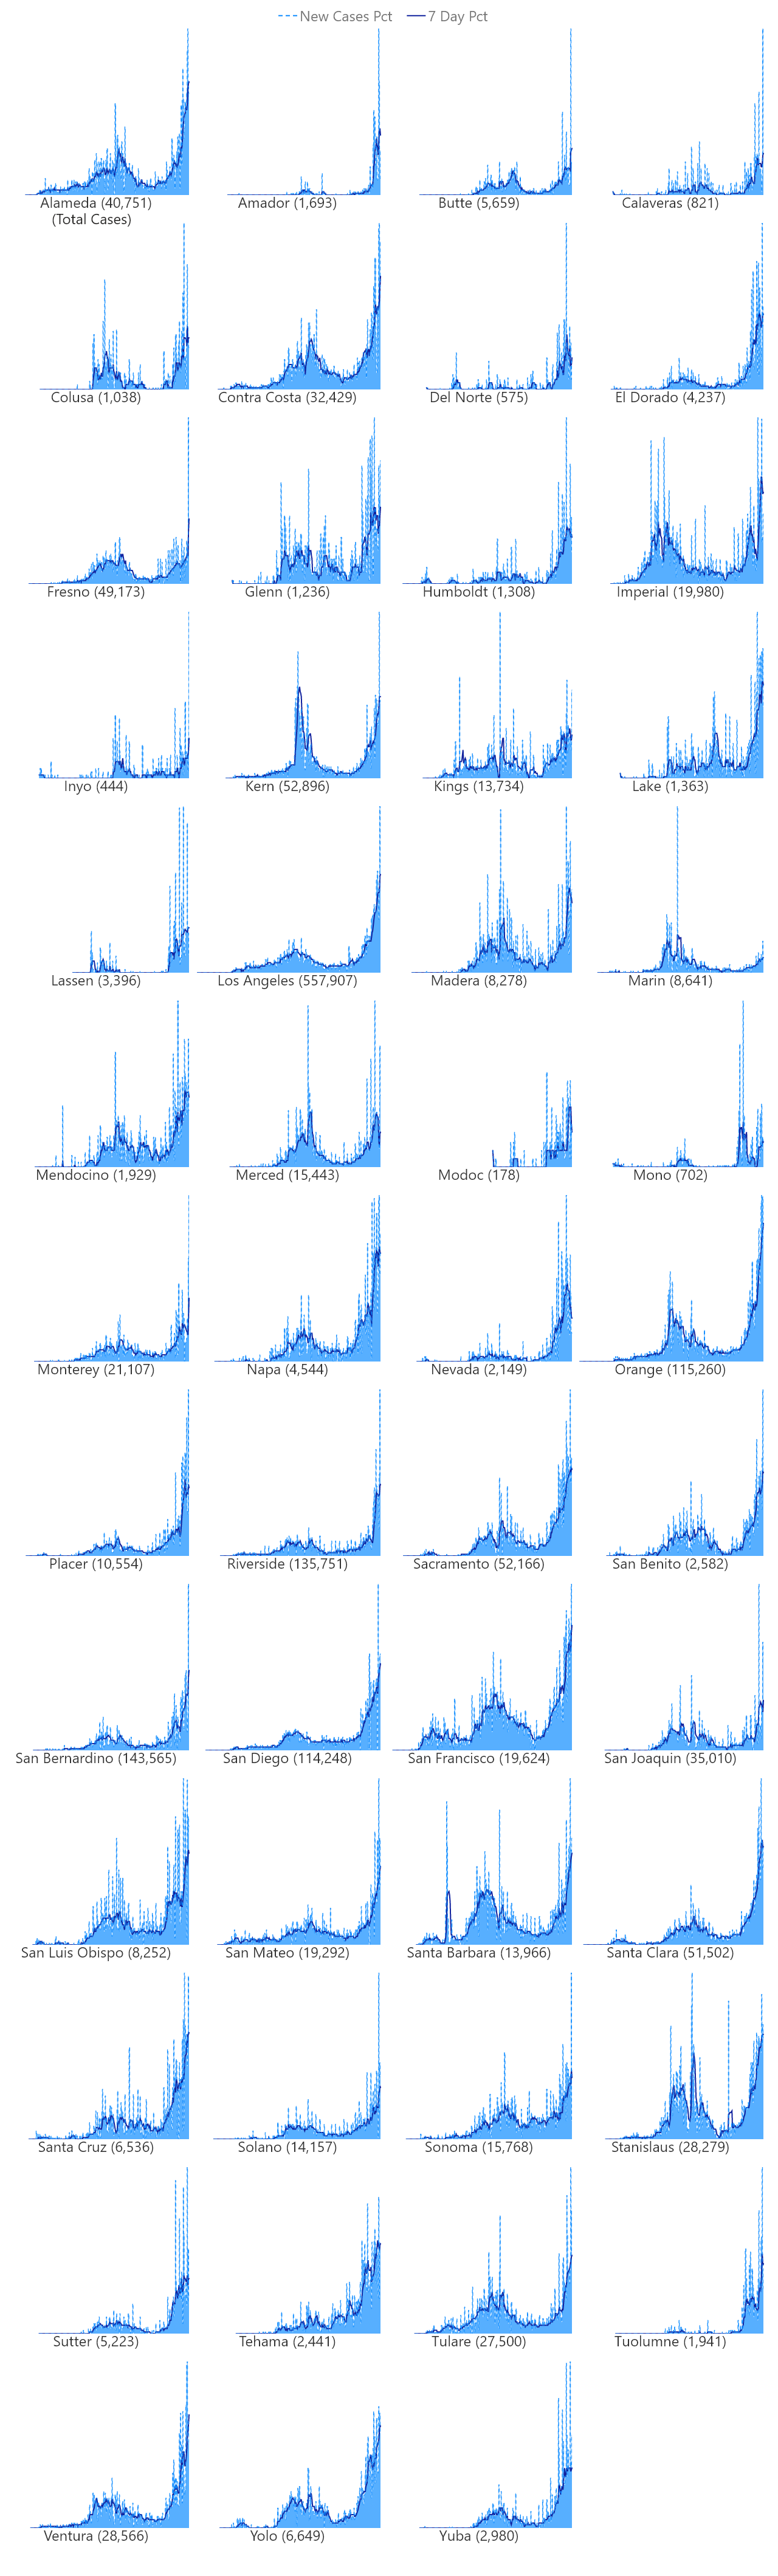 New Cases Pct 7 Day Pct
Alameda (40,751) Amador (1,693) Butte (5,659) Calaveras (821)
(Total Cases)
Colusa (1,038) Contra Costa (32,429) Del Norte (575) El Dorado (4,237)
Fresno (49,173) Glenn (1,236) Humboldt (1,308) Imperial (19,980)
Inyo (444) Kern (52,896) Kings (13,734) Lake (1,363)
Lassen (3,396) Los Angeles (557,907) Madera (8,278) Marin (8,641)
Mendocino (1,929) Merced (15,443) Modoc (178) Mono (702)
Monterey (21,107) Napa (4,544) Nevada (2,149) Orange (115,260)
Placer (10,554) Riverside (135,751) Sacramento (52,166) San Benito (2,582)
San Bernardino (143,565) San Diego (114,248) San Francisco (19,624) San Joaquin (35,010)
San Luis Obispo (8,252) San Mateo (19,292) Santa Barbara (13,966) Santa Clara (51,502)
Santa Cruz (6,536) Solano (14,157) Sonoma (15,768) Stanislaus (28,279)
Sutter (5,223) Tehama (2,441) Tulare (27,500) Tuolumne (1,941)
Ventura (28,566) Yolo (6,649) Yuba (2,980)